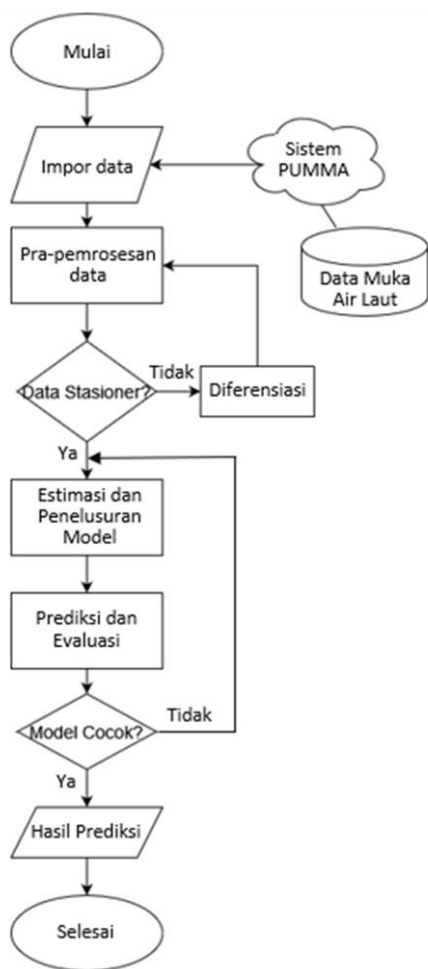 Mulai
Impor data
Sistem
PUMMA
Pra-pemrosesan
data
Data Muka
Air Laut
Data Stasioner?
Tidak
Diferensiasi
Ya
Estimasi dan
Penelusuran
Model
Prediksi dan
Evaluasi
Model Cocok?
Tidak
Ya
Hasil Prediksi
Selesai